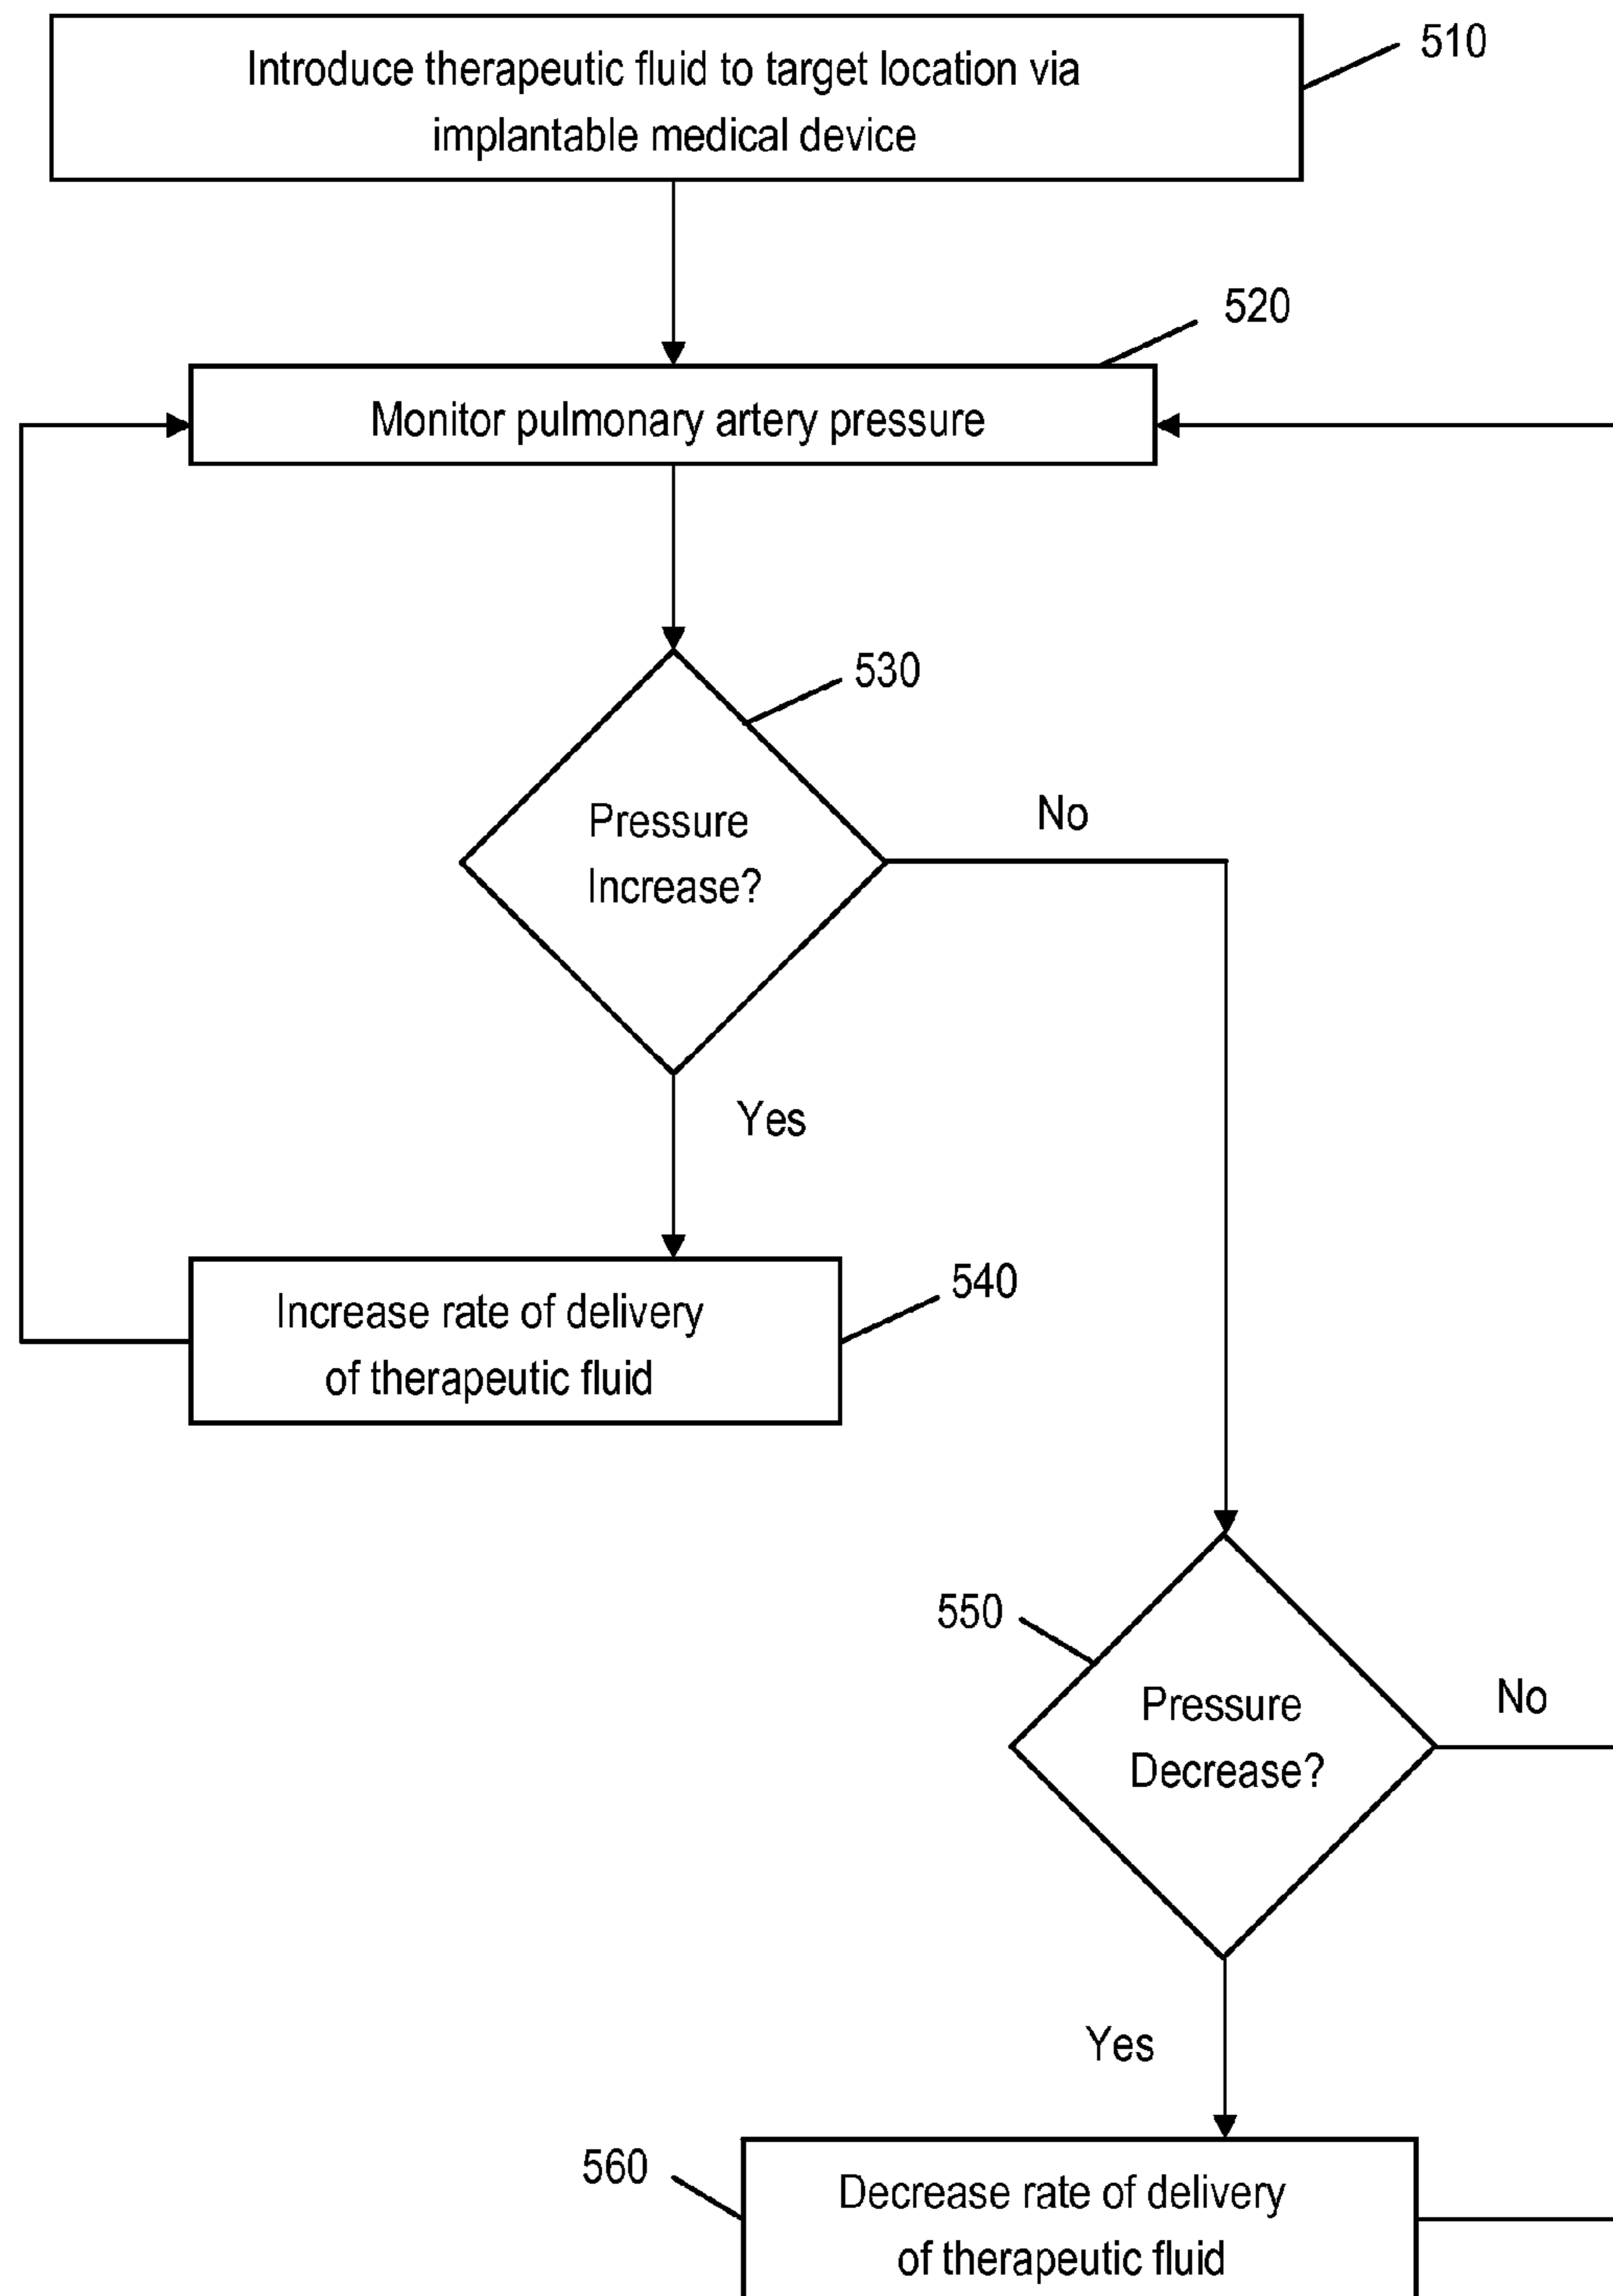 Introduce therapeutic fluid to target location via
implantable medical device
510
520
Monitor pulmonary artery pressure
530
Pressure
Increase?
No
Yes
540
Increase rate of delivery
of therapeutic fluid
550
Pressure
Decrease?
No
Yes
560
Decrease rate of delivery
of therapeutic fluid